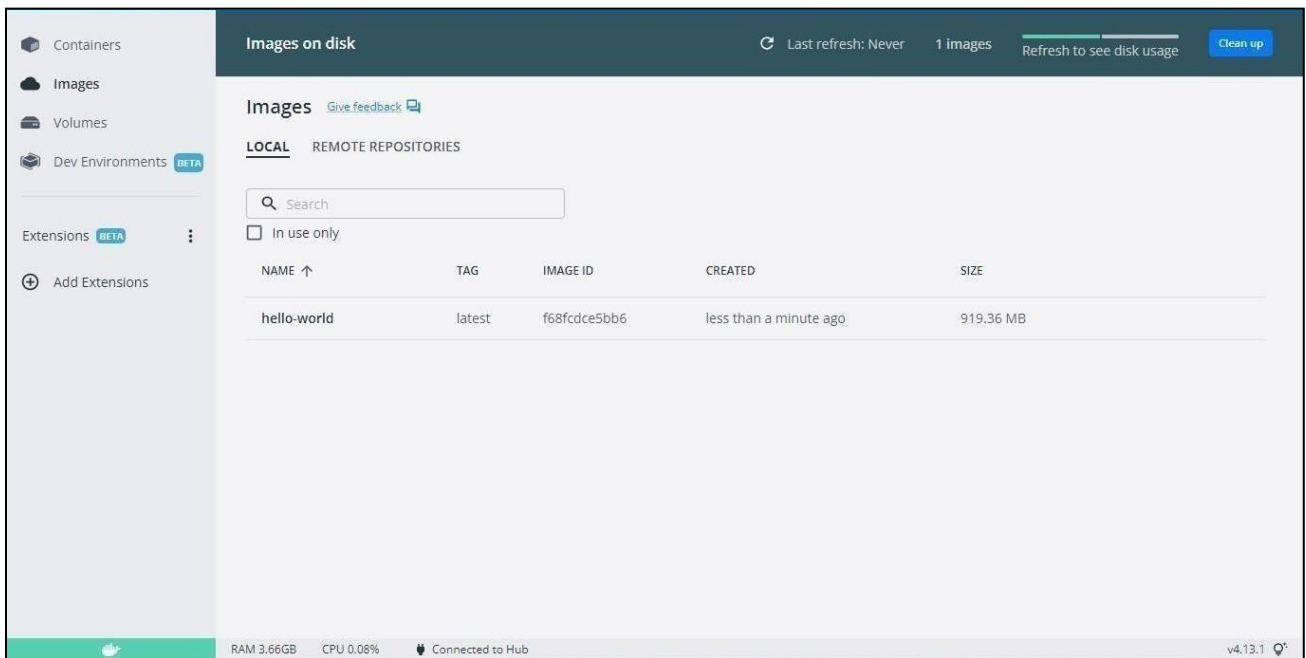 Containers
Images
Volumes
Dev Environments BETA
Extensions BETA
Add Extensions
Images on disk
Last refresh: Never
1 images
Refresh to see disk usage
Clean up
Images Give feedback
LOCAL REMOTE REPOSITORIES
Search
In use only
NAME TAG IMAGE ID CREATED SIZE
hello-world latest f68fcdce5bb6 less than a minute ago 919.36 MB
RAM 3.66GB CPU 0.08% Connected to Hub v4.13.1